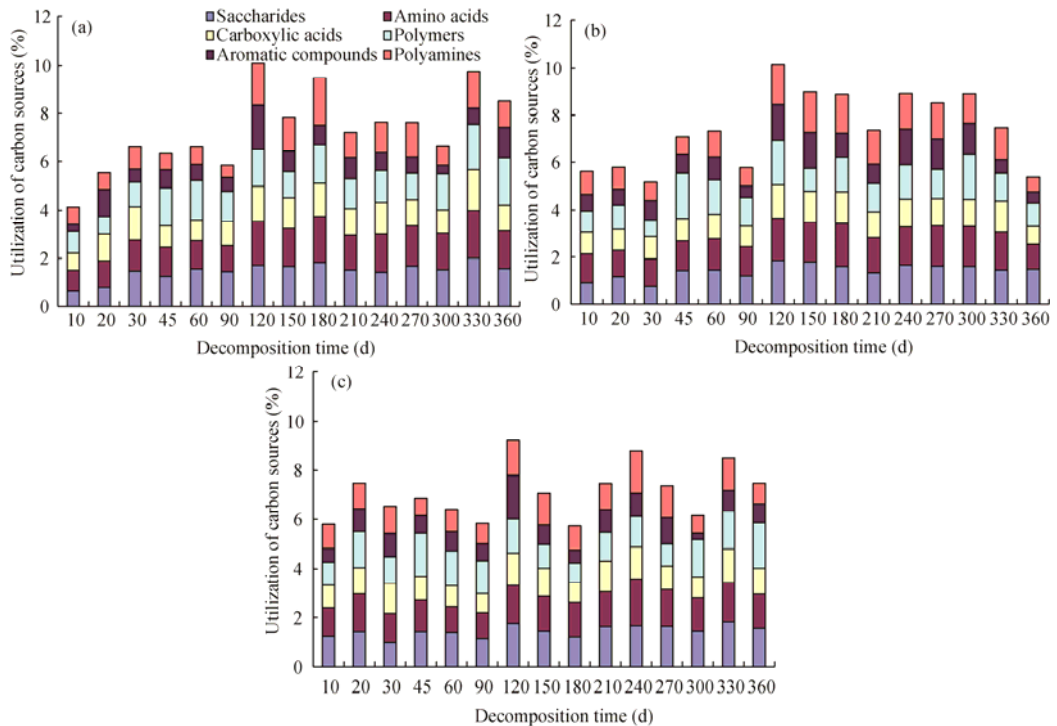 (a)
Saccharides Amino acids
Carboxylic acids Polymers
Aromatic compounds Polyamines
Utilization of carbon sources (%)
12
10
8
6
4
2
0
10 20 30 45 60 90 120 150 180 210 240 270 300 330 360
Decomposition time (d)
(b)
Utilization of carbon sources (%)
12
10
8
6
4
2
0
10 20 30 45 60 90 120 150 180 210 240 270 300 330 360
Decomposition time (d)
(c)
Utilization of carbon sources (%)
12
10
8
6
4
2
0
10 20 30 45 60 90 120 150 180 210 240 270 300 330 360
Decomposition time (d)